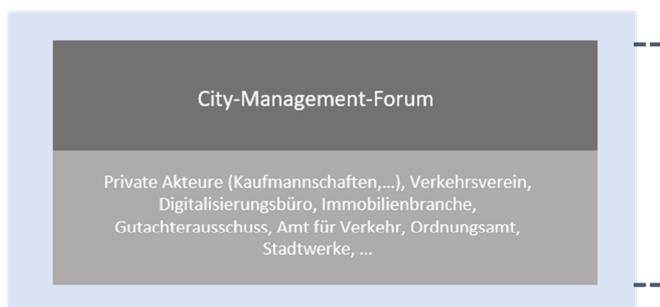 City-Management-Forum
Private Akteure (Kaufmannschaften,...), Verkehrsverein,
Digitalisierungsbüro, Immobilienbranche,
Gutachterausschuss, Amt für Verkehr, Ordnungsamt,
Stadtwerke, ...